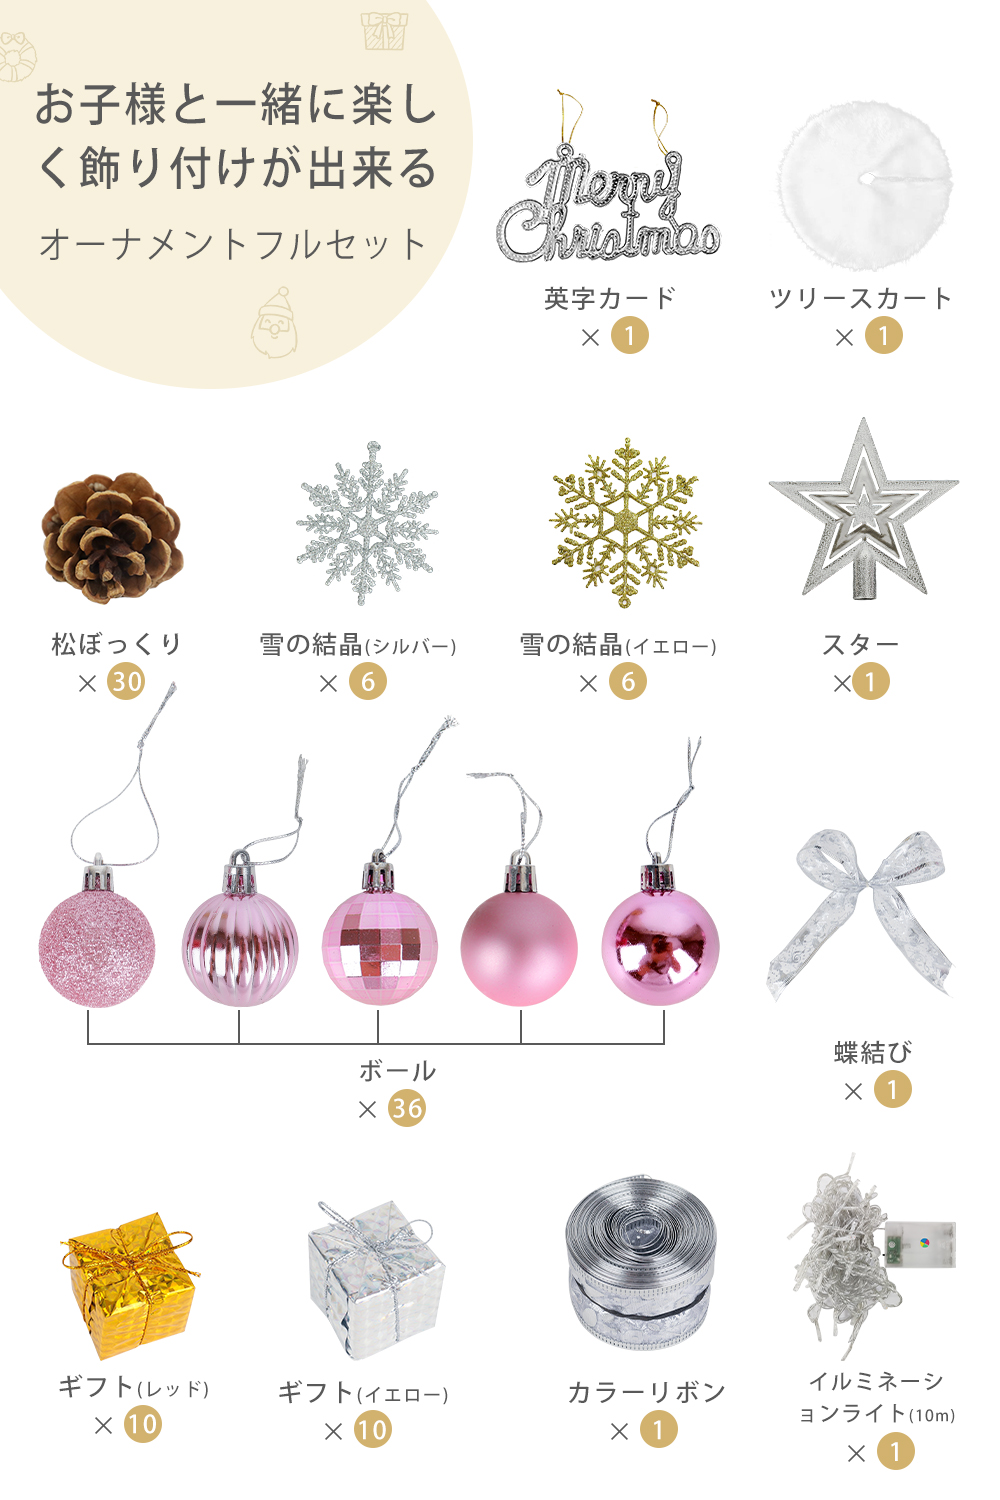 お子様と一緒に楽し
く飾り付けが出来る
オーナメントフルセット
Merry
Christmas
英字カード
× 1
ツリースカート
× 1
松ぼっくり
× 30
雪の結晶(シルバー)
× 6
雪の結晶(イエロー)
× 6
スター
×1
ボール
× 36
蝶結び
× 1
ギフト(レッド)
× 10
ギフト(イエロー)
× 10
カラーリボン
× 1
イルミネーシ
ョンライト(10m)
× 1